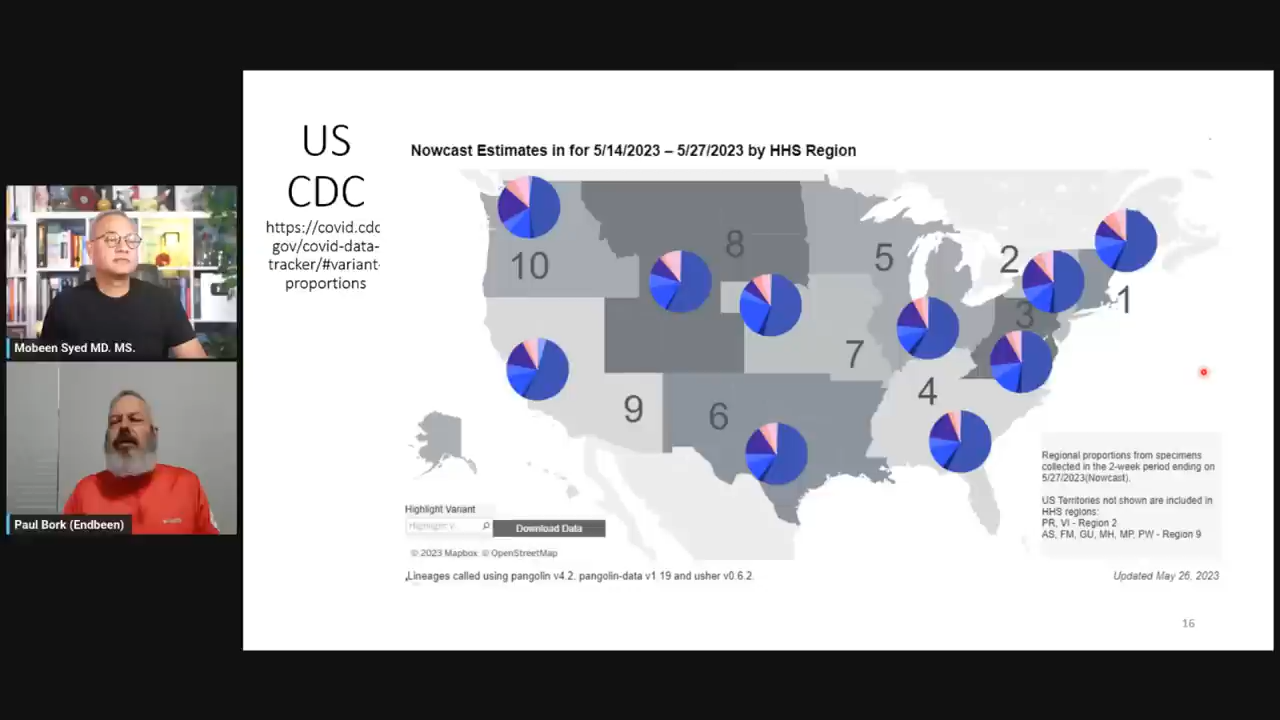 US
CDC
https://covid.cdc
gov/covid-data-
tracker/#variant-
proportions
Nowcast Estimates in for 5/14/2023 – 5/27/2023 by HHS Region
10
8
5
2
1
3
7
4
9
6
Regional proportions from specimens
collected in the 2-week period ending on
5/27/2023(Nowcast).
US Territories not shown are included in
HHS regions:
PR, VI - Region 2
AS, FM, GU, MH, MP, PW - Region 9
Highlight Variant
Highlight V...
Download Data
© 2023 Mapbox © OpenStreetMap
Lineages called using pangolin v4.2, pangolin-data v1.19 and usher v0.6.2.
Updated May 26, 2023
16
Mobeen Syed MD. MS.
Paul Bork (Endbeen)